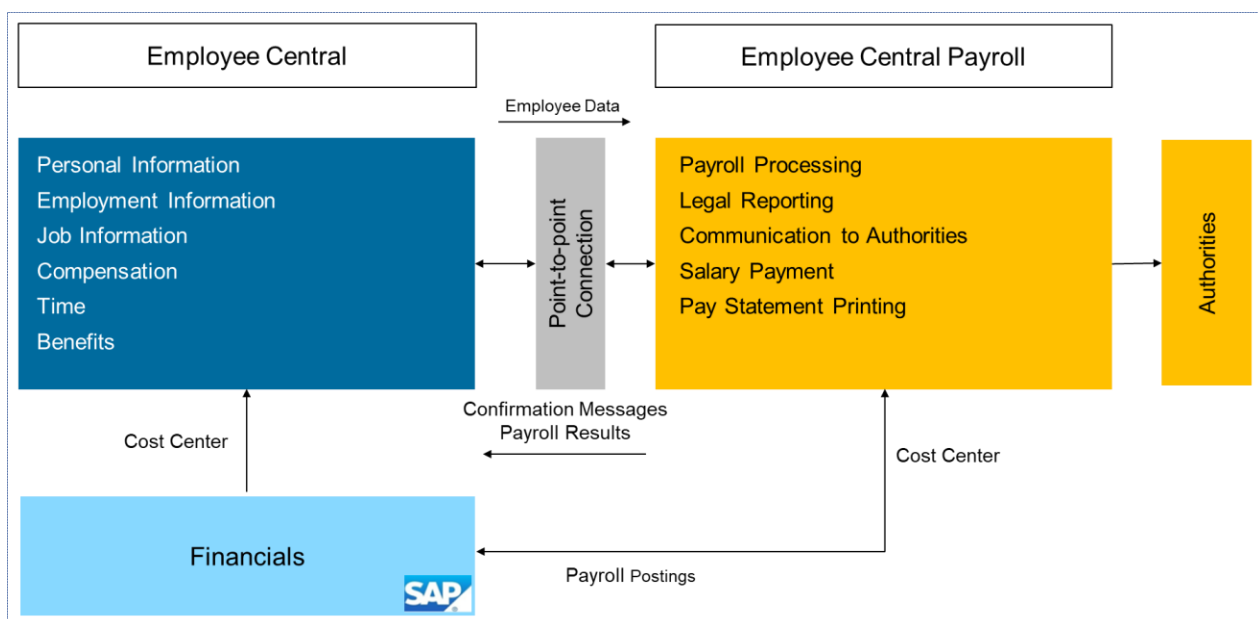 Employee Central
Employee Central Payroll
Employee Data
Personal Information
Employment Information
Job Information
Compensation
Time
Benefits
Point-to-point
Connection
Payroll Processing
Legal Reporting
Communication to Authorities
Salary Payment
Pay Statement Printing
Authorities
Confirmation Messages
Payroll Results
Cost Center
Cost Center
Financials
SAP
Payroll Postings